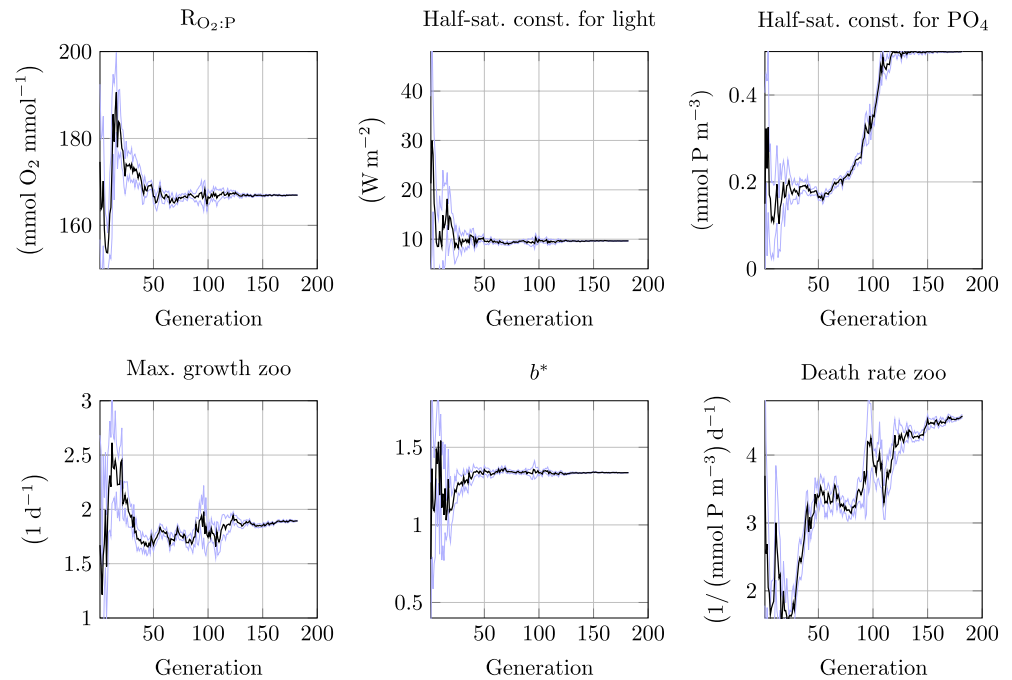 R_{O_2:P}
Half-sat. const. for light
Half-sat. const. for PO_4
(mmol O_2 mmol^{-1})
200
180
160
50 100 150 200
Generation
(W m^{-2})
40
30
20
10
50 100 150 200
Generation
(mmol P m^{-3})
0.4
0.2
0
50 100 150 200
Generation
Max. growth zoo
b*
Death rate zoo
(1 d^{-1})
3
2.5
2
1.5
1
50 100 150 200
Generation
1.5
1
0.5
50 100 150 200
Generation
(1/ (mmol P m^{-3}) d^{-1})
4
3
2
50 100 150 200
Generation